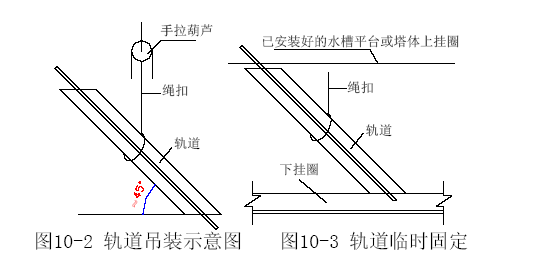 手拉葫芦
绳扣
轨道
45°
图10-2 轨道吊装示意图
已安装好的水槽平台或塔体上挂圈
绳扣
轨道
下挂圈
图10-3 轨道临时固定